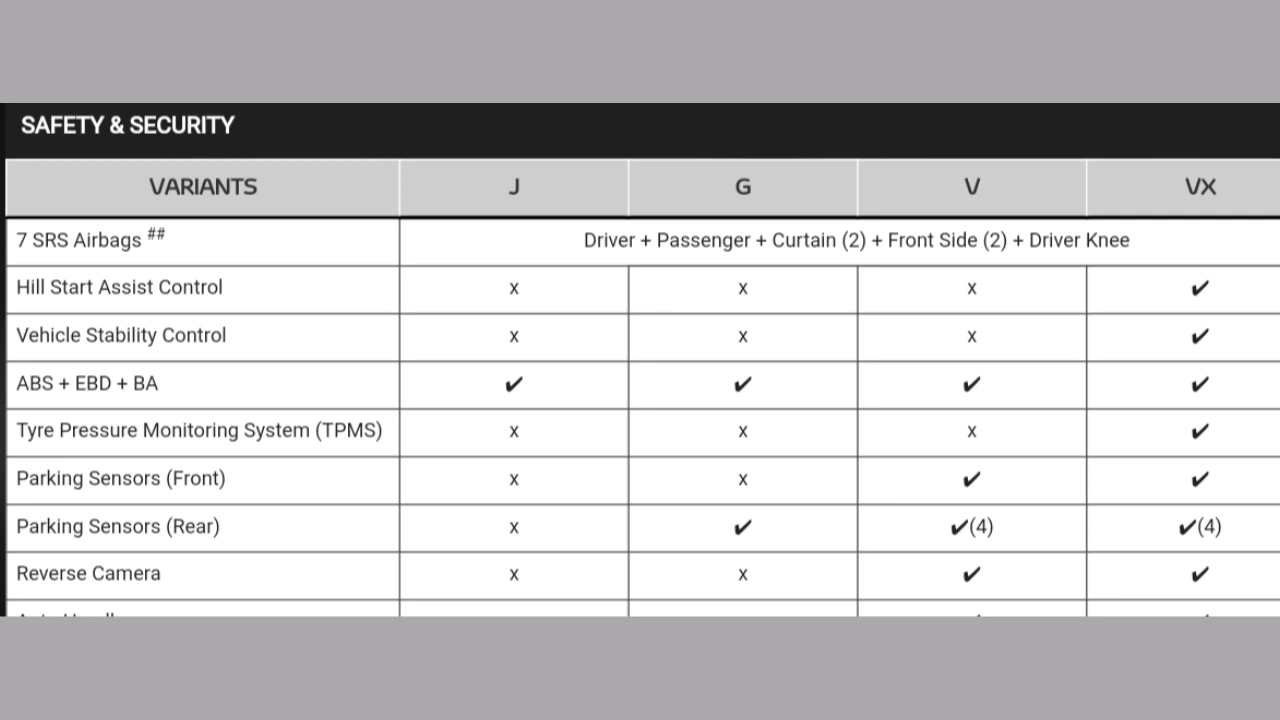 SAFETY & SECURITY
VARIANTS J G V VX
7 SRS Airbags ## Driver + Passenger + Curtain (2) + Front Side (2) + Driver Knee
Hill Start Assist Control x x x ✔
Vehicle Stability Control x x x ✔
ABS + EBD + BA ✔ ✔ ✔ ✔
Tyre Pressure Monitoring System (TPMS) x x x ✔
Parking Sensors (Front) x x ✔ ✔
Parking Sensors (Rear) x ✔ ✔(4) ✔(4)
Reverse Camera x x ✔ ✔